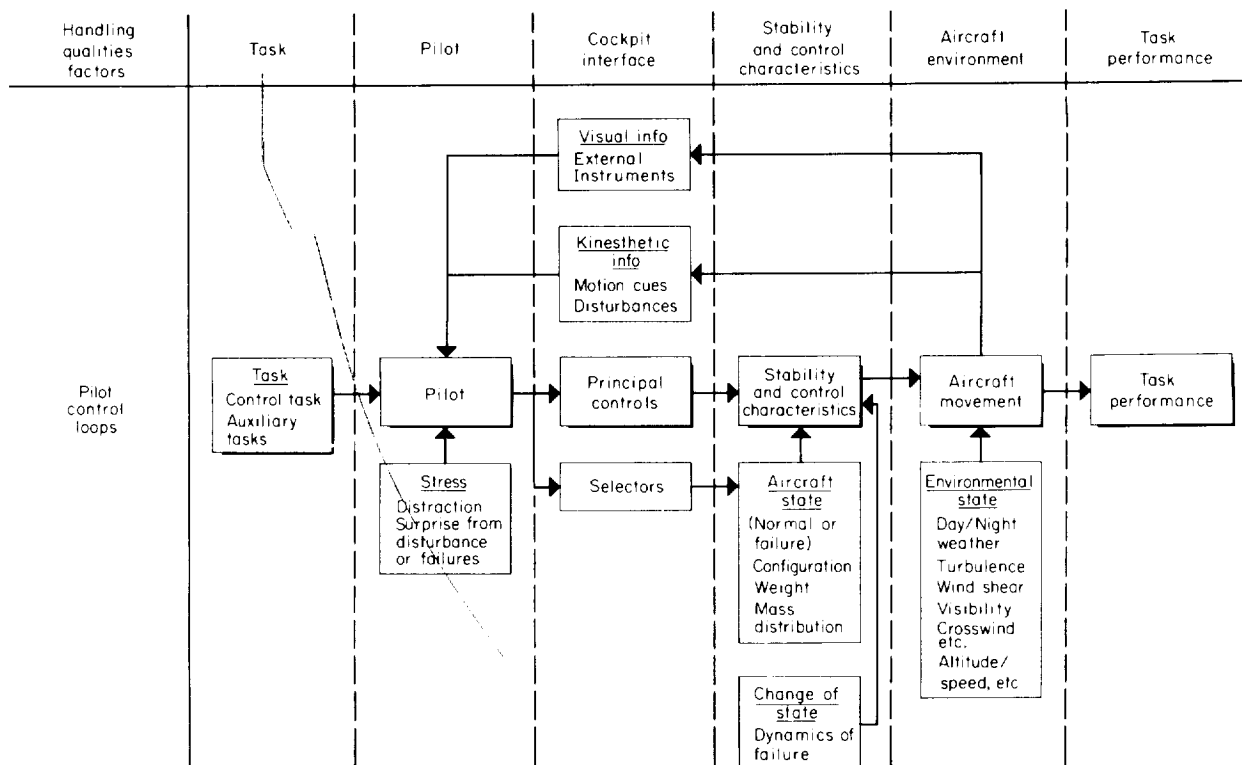 Handling
qualities
factors
Task
Pilot
Cockpit
interface
Stability
and control
characteristics
Aircraft
environment
Task
performance
Visual info
External
Instruments
Kinesthetic
info
Motion cues
Disturbances
Pilot
control
loops
Task
Control task
Auxiliary
tasks
Pilot
Principal
controls
Stability
and control
characteristics
Aircraft
movement
Task
performance
Stress
Distraction
Surprise from
disturbance
or failures
Selectors
Aircraft
state
(Normal or
failure)
Configuration
Weight
Mass
distribution
Environmental
state
Day/Night
weather
Turbulence
Wind shear
Visibility
Crosswind
etc.
Altitude/
speed, etc
Change of
state
Dynamics of
failure